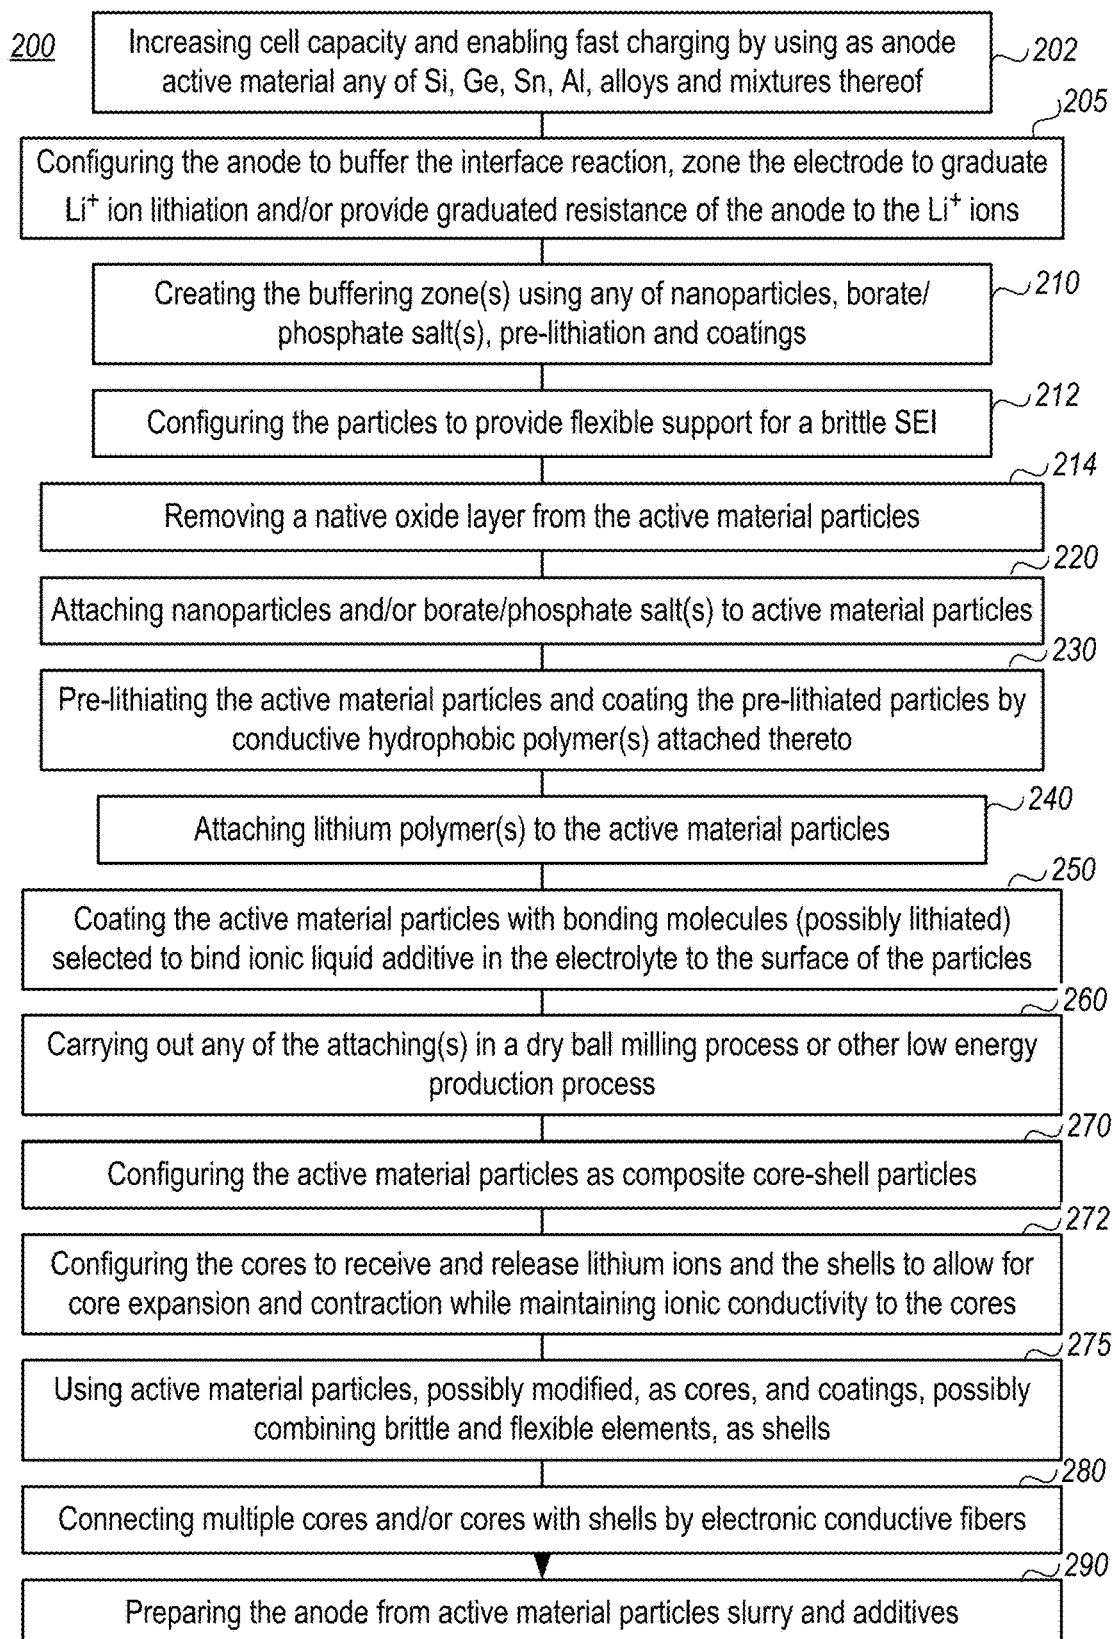 200
Increasing cell capacity and enabling fast charging by using as anode
active material any of Si, Ge, Sn, Al, alloys and mixtures thereof
202
205
Configuring the anode to buffer the interface reaction, zone the electrode to graduate
Li⁺ ion lithiation and/or provide graduated resistance of the anode to the Li⁺ ions
Creating the buffering zone(s) using any of nanoparticles, borate/
phosphate salt(s), pre-lithiation and coatings
210
Configuring the particles to provide flexible support for a brittle SEI
212
214
Removing a native oxide layer from the active material particles
220
Attaching nanoparticles and/or borate/phosphate salt(s) to active material particles
230
Pre-lithiating the active material particles and coating the pre-lithiated particles by
conductive hydrophobic polymer(s) attached thereto
240
Attaching lithium polymer(s) to the active material particles
250
Coating the active material particles with bonding molecules (possibly lithiated)
selected to bind ionic liquid additive in the electrolyte to the surface of the particles
260
Carrying out any of the attaching(s) in a dry ball milling process or other low energy
production process
270
Configuring the active material particles as composite core-shell particles
272
Configuring the cores to receive and release lithium ions and the shells to allow for
core expansion and contraction while maintaining ionic conductivity to the cores
275
Using active material particles, possibly modified, as cores, and coatings, possibly
combining brittle and flexible elements, as shells
280
Connecting multiple cores and/or cores with shells by electronic conductive fibers
290
Preparing the anode from active material particles slurry and additives